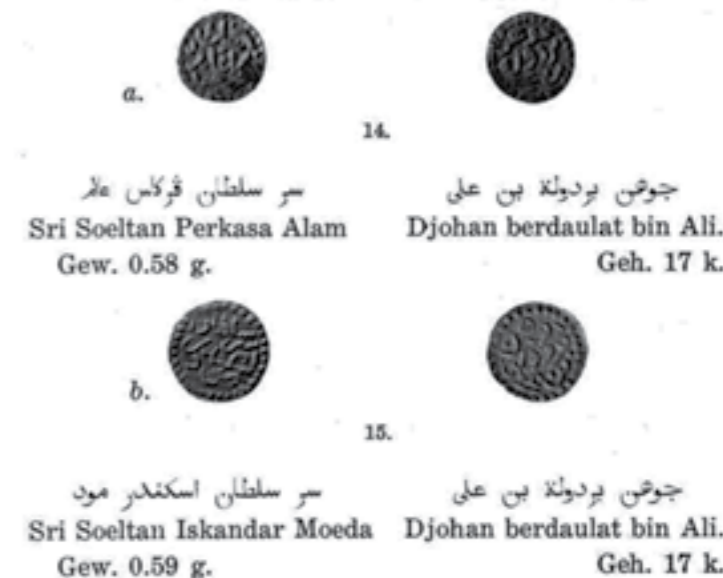 a.
14.
سر سلطان ڤركاس عالم جوهن بردولة بن علي
Sri Soeltan Perkasa Alam Djohan berdaulat bin Ali.
Gew. 0.58 g. Geh. 17 k.
b.
15.
سر سلطان اسكندر مود جوهن بردولة بن علي
Sri Soeltan Iskandar Moeda Djohan berdaulat bin Ali.
Gew. 0.59 g. Geh. 17 k.